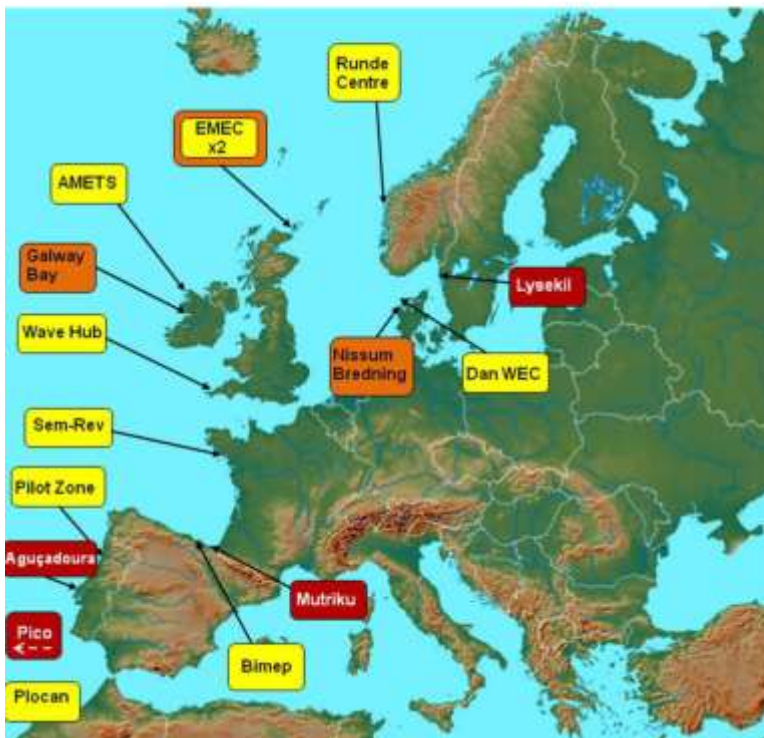 Runde
Centre
EMEC
x2
AMETS
Galway
Bay
Lysekil
Wave Hub
Nissum
Bredning
Dan WEC
Sem-Rev
Pilot Zone
Aguçadoura
Mutriku
Pico
Bimep
Plocan